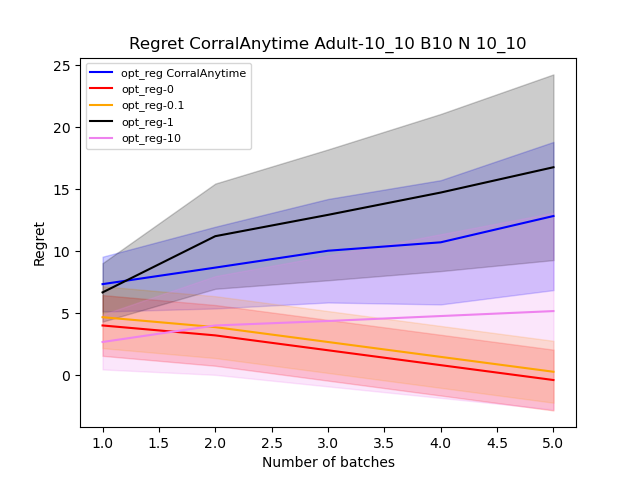 Regret CorralAnytime Adult-10_10 B10 N 10_10
25
20
15
10
5
0
Regret
opt_reg CorralAnytime
opt_reg-0
opt_reg-0.1
opt_reg-1
opt_reg-10
1.0 1.5 2.0 2.5 3.0 3.5 4.0 4.5 5.0
Number of batches